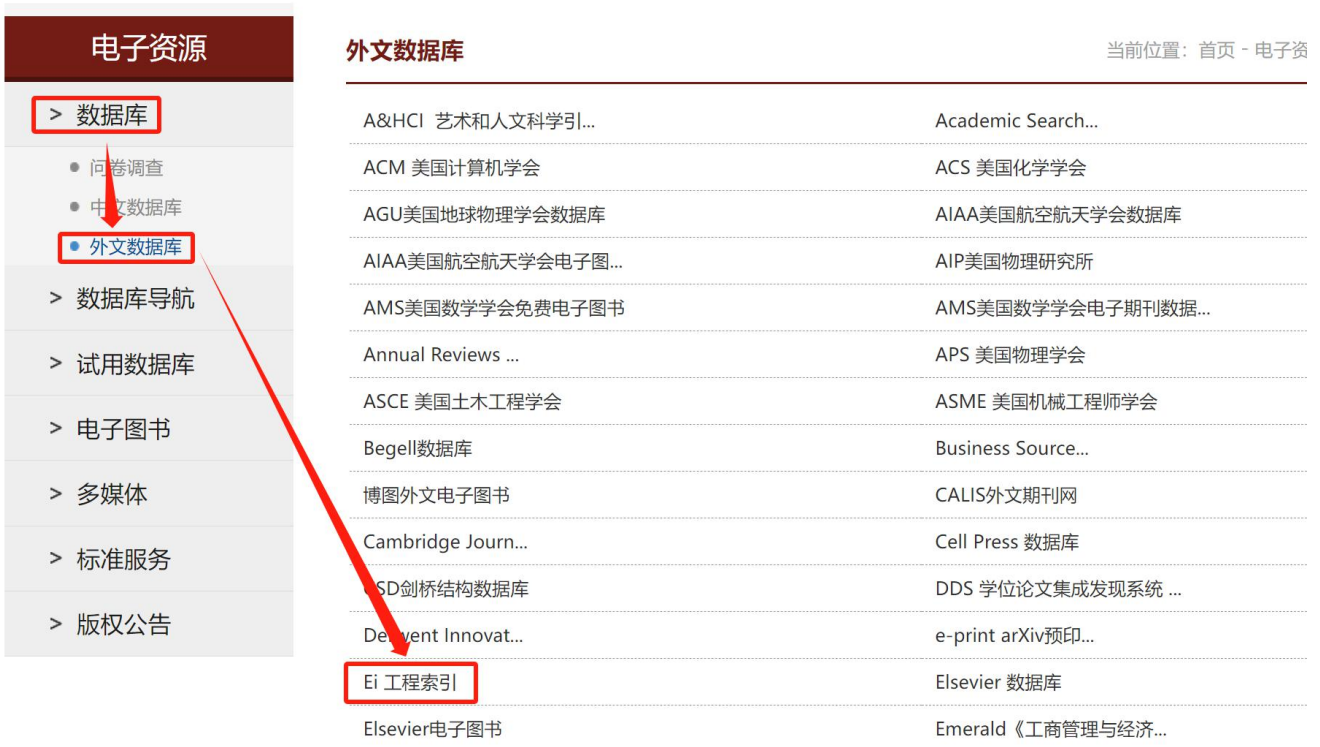 电子资源
> 数据库
问卷调查
中文数据库
外文数据库
> 数据库导航
> 试用数据库
> 电子图书
> 多媒体
> 标准服务
> 版权公告
外文数据库
当前位置：首页 - 电子资
A&HCI 艺术和人文科学引...
Academic Search...
ACM 美国计算机学会
ACS 美国化学学会
AGU美国地球物理学会数据库
AIAA美国航空航天学会数据库
AIAA美国航空航天学会电子图...
AIP美国物理研究所
AMS美国数学学会免费电子图书
AMS美国数学学会电子期刊数据...
Annual Reviews ...
APS 美国物理学会
ASCE 美国土木工程学会
ASME 美国机械工程师学会
Begell数据库
Business Source...
博图外文电子图书
CALIS外文期刊网
Cambridge Journ...
Cell Press 数据库
CSD剑桥结构数据库
DDS 学位论文集成发现系统 ...
Derwent Innovat...
e-print arXiv预印...
Ei 工程索引
Elsevier 数据库
Elsevier电子图书
Emerald《工商管理与经济...